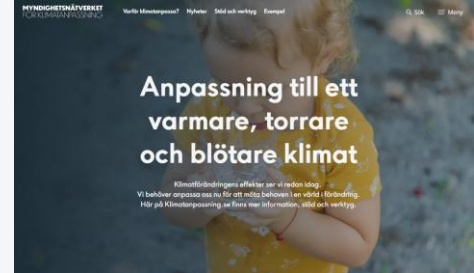 MYNDIGHETSNÄTVERKET
FÖR KLIMATANPASSNING
Varför klimatanpassa? Nyheter Stöd och verktyg Exempel
Sök Meny
Anpassning till ett
varmare, torrare
och blötare klimat
Klimatförändringens effekter ser vi redan idag.
Vi behöver anpassa oss nu för att möta behoven i en värld i förändring.
Här på Klimatanpassning.se finns mer information, stöd och verktyg.